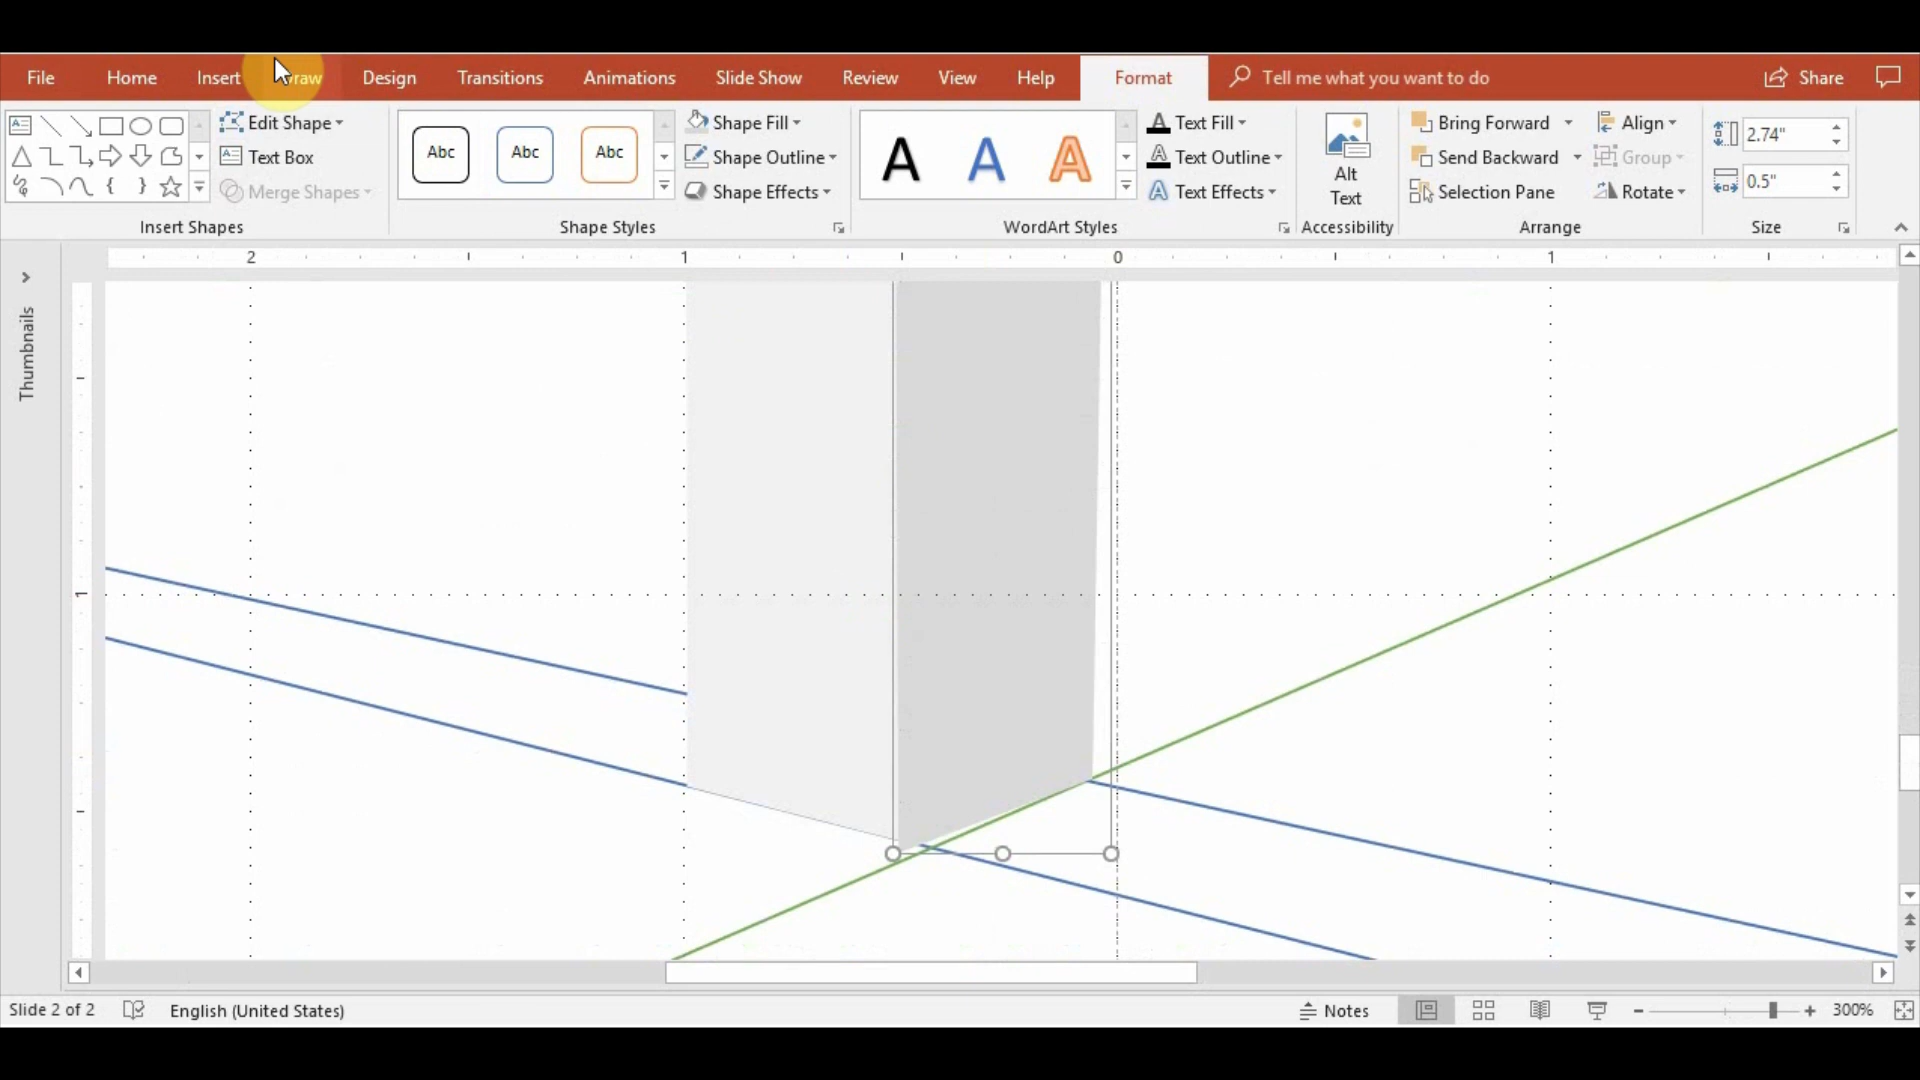 File Home Insert Draw Design Transitions Animations Slide Show Review View Help Format Tell me what you want to do Share
Edit Shape
Text Box
Merge Shapes
Insert Shapes
Abc Abc Abc
Shape Fill
Shape Outline
Shape Effects
Shape Styles
A A A
Text Fill
Text Outline
Text Effects
WordArt Styles
Alt
Text
Accessibility
Bring Forward
Send Backward
Selection Pane
Align
Group
Rotate
Arrange
2.74"
0.5"
Size
2 1 0 1
Thumbnails
1
Slide 2 of 2 English (United States) Notes 300%